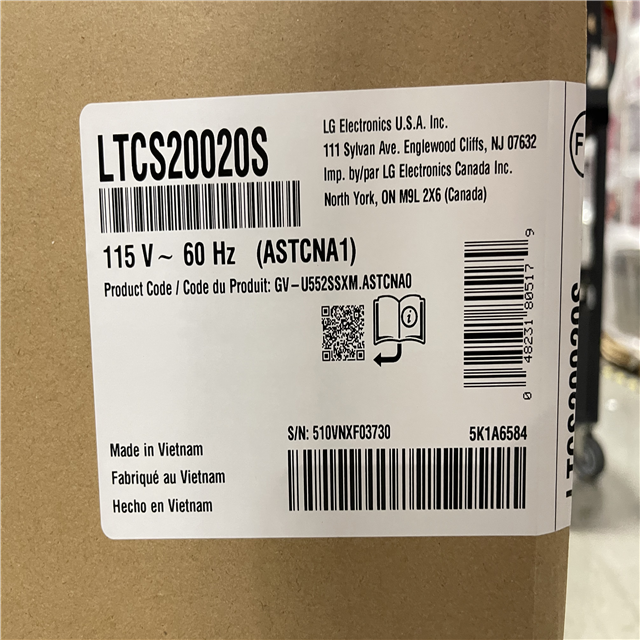 LTCS20020S
LG Electronics U.S.A. Inc.
111 Sylvan Ave. Englewood Cliffs, NJ 07632
Imp. by/par LG Electronics Canada Inc.
North York, ON M9L 2X6 (Canada)
115 V ~ 60 Hz (ASTCNA1)
Product Code / Code du Produit: GV-U552SSXM.ASTCNA0
0 48231 80517 9
S/N: 510VNXF03730
5K1A6584
Made in Vietnam
Fabriqué au Vietnam
Hecho en Vietnam
F
LTCS20020S